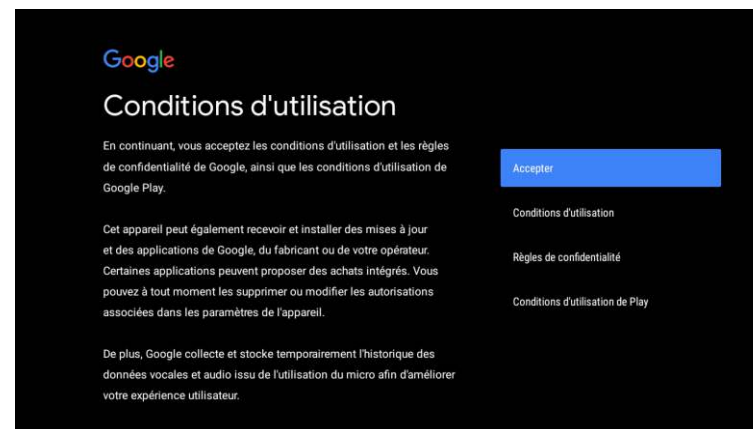 Google
Conditions d'utilisation
En continuant, vous acceptez les conditions d'utilisation et les règles
de confidentialité de Google, ainsi que les conditions d'utilisation de
Google Play.
Cet appareil peut également recevoir et installer des mises à jour
et des applications de Google, du fabricant ou de votre opérateur.
Certaines applications peuvent proposer des achats intégrés. Vous
pouvez à tout moment les supprimer ou modifier les autorisations
associées dans les paramètres de l'appareil.
De plus, Google collecte et stocke temporairement l'historique des
données vocales et audio issu de l'utilisation du micro afin d'améliorer
votre expérience utilisateur.
Accepter
Conditions d'utilisation
Règles de confidentialité
Conditions d'utilisation de Play